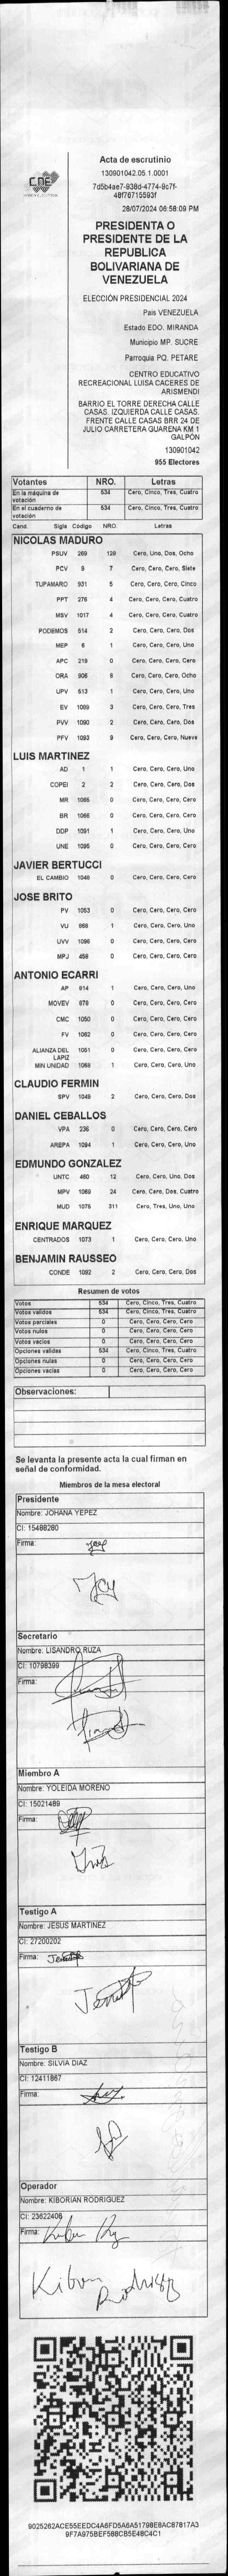 CNE
Acta de escrutinio
130901042.05.1.0001
7d5b4ae7-938d-4774-9c7f-
48f76715593f
28/07/2024 06:58:09 PM
PRESIDENTA O
PRESIDENTE DE LA
REPUBLICA
BOLIVARIANA DE
VENEZUELA
ELECCIÓN PRESIDENCIAL 2024
Pais VENEZUELA
Estado EDO. MIRANDA
Municipio MP. SUCRE
Parroquia PQ. PETARE
CENTRO EDUCATIVO
RECREACIONAL LUISA CACERES DE
ARISMENDI
BARRIO EL TORRE DERECHA CALLE
CASAS. IZQUIERDA CALLE CASAS.
FRENTE CALLE CASAS BRR 24 DE
JULIO CARRETERA GUARENA KM 1
GALPÓN
130901042
955 Electores
Votantes NRO. Letras
En la máquina de votación 534 Cero, Cinco, Tres, Cuatro
En el cuaderno de votación 534 Cero, Cinco, Tres, Cuatro
Cand. Sigla Código NRO. Letras
NICOLAS MADURO
PSUV 269 128 Cero, Uno, Dos, Ocho
PCV 9 7 Cero, Cero, Cero, Siete
TUPAMARO 931 5 Cero, Cero, Cero, Cinco
PPT 276 4 Cero, Cero, Cero, Cuatro
MSV 1017 4 Cero, Cero, Cero, Cuatro
PODEMOS 514 2 Cero, Cero, Cero, Dos
MEP 6 1 Cero, Cero, Cero, Uno
APC 219 0 Cero, Cero, Cero, Cero
ORA 906 8 Cero, Cero, Cero, Ocho
UPV 613 1 Cero, Cero, Cero, Uno
EV 1089 3 Cero, Cero, Cero, Tres
PVV 1090 2 Cero, Cero, Cero, Dos
PFV 1093 9 Cero, Cero, Cero, Nueve
LUIS MARTINEZ
AD 1 1 Cero, Cero, Cero, Uno
COPEI 2 2 Cero, Cero, Cero, Dos
MR 1065 0 Cero, Cero, Cero, Cero
BR 1066 0 Cero, Cero, Cero, Cero
DDP 1091 1 Cero, Cero, Cero, Uno
UNE 1095 0 Cero, Cero, Cero, Cero
JAVIER BERTUCCI
EL CAMBIO 1048 0 Cero, Cero, Cero, Cero
JOSE BRITO
PV 1053 0 Cero, Cero, Cero, Cero
VU 868 1 Cero, Cero, Cero, Uno
UVV 1096 0 Cero, Cero, Cero, Cero
MPJ 458 0 Cero, Cero, Cero, Cero
ANTONIO ECARRI
AP 814 1 Cero, Cero, Cero, Uno
MOVEV 679 0 Cero, Cero, Cero, Cero
CMC 1050 0 Cero, Cero, Cero, Cero
FV 1062 0 Cero, Cero, Cero, Cero
ALIANZA DEL LAPIZ 1051 0 Cero, Cero, Cero, Cero
MIN UNIDAD 1068 1 Cero, Cero, Cero, Uno
CLAUDIO FERMIN
SPV 1049 2 Cero, Cero, Cero, Dos
DANIEL CEBALLOS
VPA 236 0 Cero, Cero, Cero, Cero
AREPA 1094 1 Cero, Cero, Cero, Uno
EDMUNDO GONZALEZ
UNTC 460 12 Cero, Cero, Uno, Dos
MPV 1069 24 Cero, Cero, Dos, Cuatro
MUD 1076 311 Cero, Tres, Uno, Uno
ENRIQUE MARQUEZ
CENTRADOS 1073 1 Cero, Cero, Cero, Uno
BENJAMIN RAUSSEO
CONDE 1092 2 Cero, Cero, Cero, Dos
Resumen de votos
Votos 534 Cero, Cinco, Tres, Cuatro
Votos validos 534 Cero, Cinco, Tres, Cuatro
Votos parciales 0 Cero, Cero, Cero, Cero
Votos nulos 0 Cero, Cero, Cero, Cero
Votos vacios 0 Cero, Cero, Cero, Cero
Opciones validas 534 Cero, Cinco, Tres, Cuatro
Opciones nulas 0 Cero, Cero, Cero, Cero
Opciones vacias 0 Cero, Cero, Cero, Cero
Observaciones:
Se levanta la presente acta la cual firman en
señal de conformidad.
Miembros de la mesa electoral
Presidente
Nombre: JOHANA YEPEZ
CI: 15488280
Firma:
Secretario
Nombre: LISANDRO RUZA
CI: 10798399
Firma:
Miembro A
Nombre: YOLEIDA MORENO
CI: 15021489
Firma:
Testigo A
Nombre: JESUS MARTINEZ
CI: 27200202
Firma:
Testigo B
Nombre: SILVIA DIAZ
CI: 12411867
Firma:
Operador
Nombre: KIBORIAN RODRIGUEZ
CI: 23622408
Firma:
9025262ACE55EEDC4A6FD5A6A51798E8AC87817A3
9F7A975BEF588CB5E48C4C1